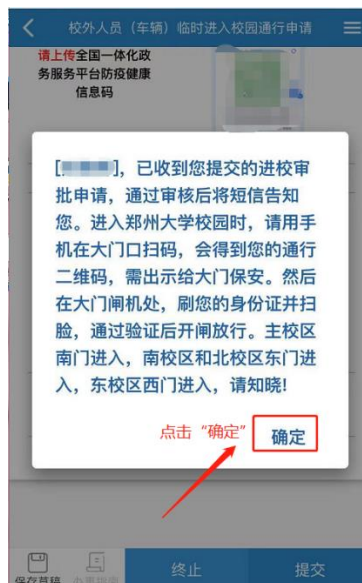 校外人员（车辆）临时进入校园通行申请
请上传全国一体化政
务服务平台防疫健康
信息码
[ ]，已收到您提交的进校审
批申请，通过审核后将短信告知
您。进入郑州大学校园时，请用手
机在大门口扫码，会得到您的通行
二维码，需出示给大门保安。然后
在大门闸机处，刷您的身份证并扫
脸，通过验证后开闸放行。主校区
南门进入，南校区和北校区东门进
入，东校区西门进入，请知晓!
点击“确定” 确定
保存草稿 办事指南 终止 提交